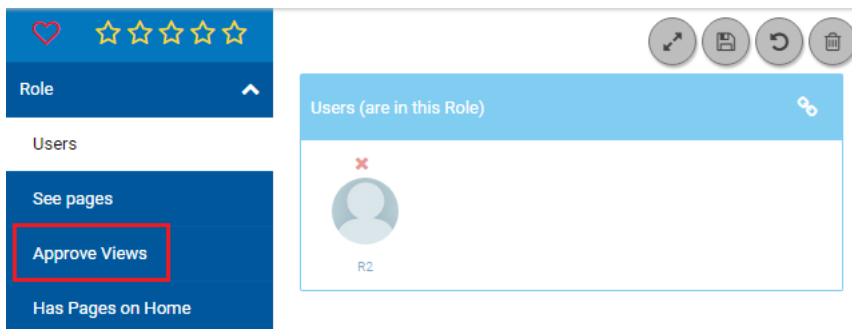 Role
Users
See pages
Approve Views
Has Pages on Home
Users (are in this Role)
R2